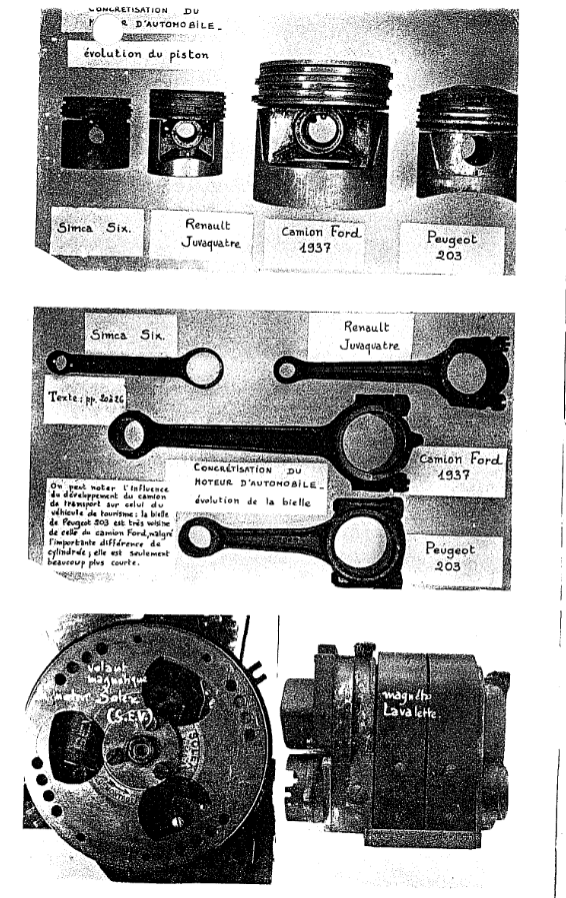 CONCRÉTISATION DU
MOTEUR D'AUTOMOBILE_
évolution du piston
Simca Six.
Renault
Juvaquatre
Camion Ford
1937
Peugeot
203
Simca Six.
Renault
Juvaquatre
Texte: pp. 20à26
Camion Ford
1937
CONCRÉTISATION DU
MOTEUR D'AUTOMOBILE_
évolution de la bielle
On peut noter l'influence
du développement du camion
de transport sur celui du
véhicule de tourisme: la bielle
de Peugeot 203 est très voisine
de celle du camion Ford, malgré
l'importante différence de
cylindrée; elle est seulement
beaucoup plus courte.
Peugeot
203
volant
magnétique
moteur Solex
(S.E.V.)
magnéto
Lavalette.